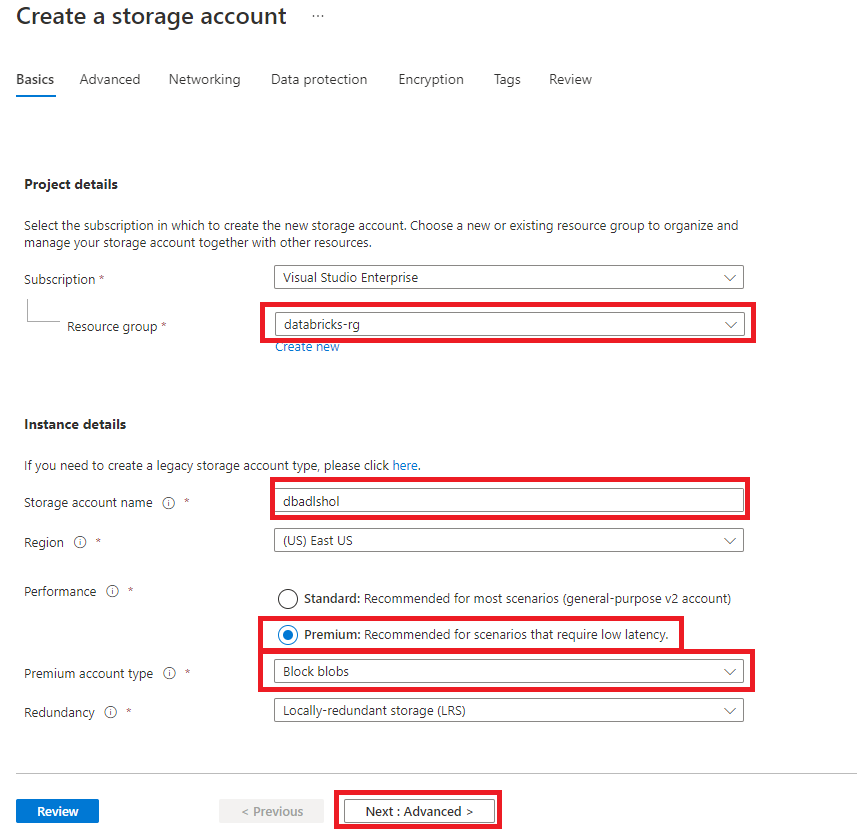 Create a storage account ...
Basics Advanced Networking Data protection Encryption Tags Review
Project details
Select the subscription in which to create the new storage account. Choose a new or existing resource group to organize and
manage your storage account together with other resources.
Subscription * Visual Studio Enterprise
Resource group * databricks-rg
Create new
Instance details
If you need to create a legacy storage account type, please click here.
Storage account name * dbadlshol
Region * (US) East US
Performance * Standard: Recommended for most scenarios (general-purpose v2 account)
Premium: Recommended for scenarios that require low latency.
Premium account type * Block blobs
Redundancy * Locally-redundant storage (LRS)
Review < Previous Next : Advanced >